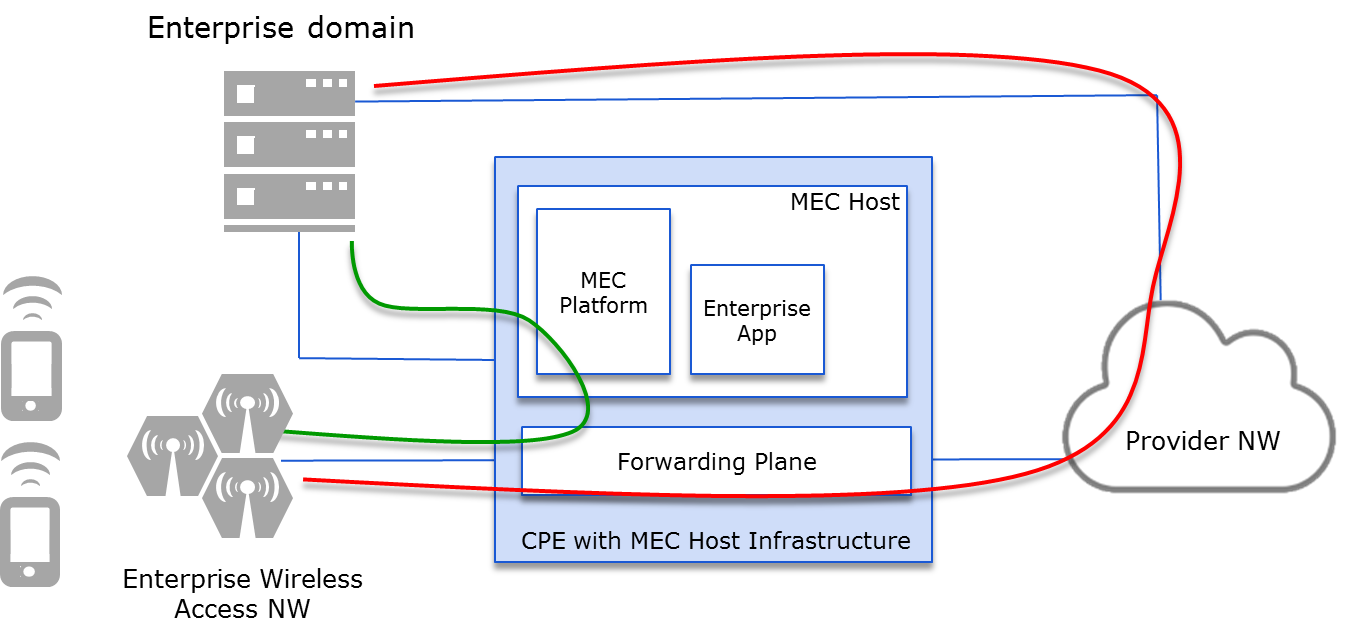 Enterprise domain
MEC Host
MEC
Platform
Enterprise
App
Provider NW
Forwarding Plane
CPE with MEC Host Infrastructure
Enterprise Wireless
Access NW